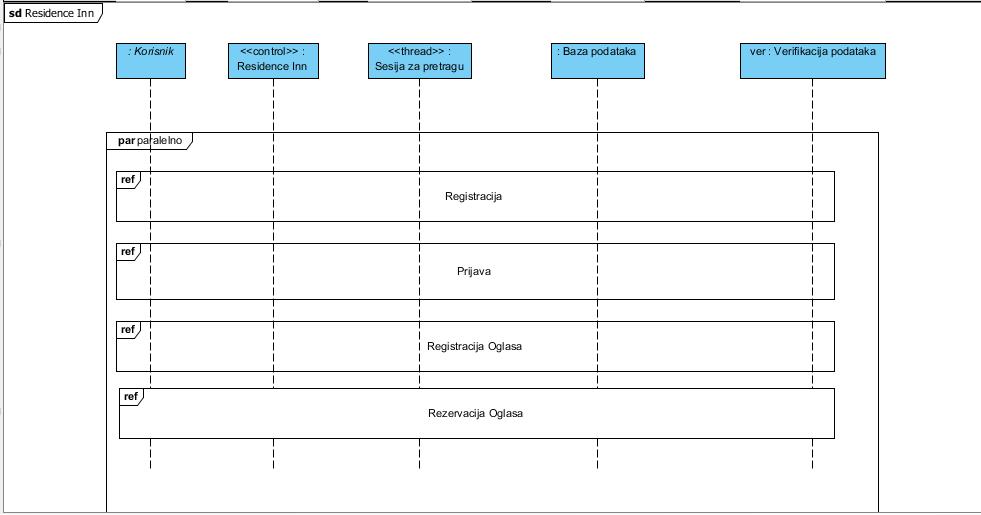 sd Residence Inn
: Korisnik
<<control>> :
Residence Inn
<<thread>> :
Sesija za pretragu
: Baza podataka
ver : Verifikacija podataka
par paralelno
ref
Registracija
ref
Prijava
ref
Registracija Oglasa
ref
Rezervacija Oglasa